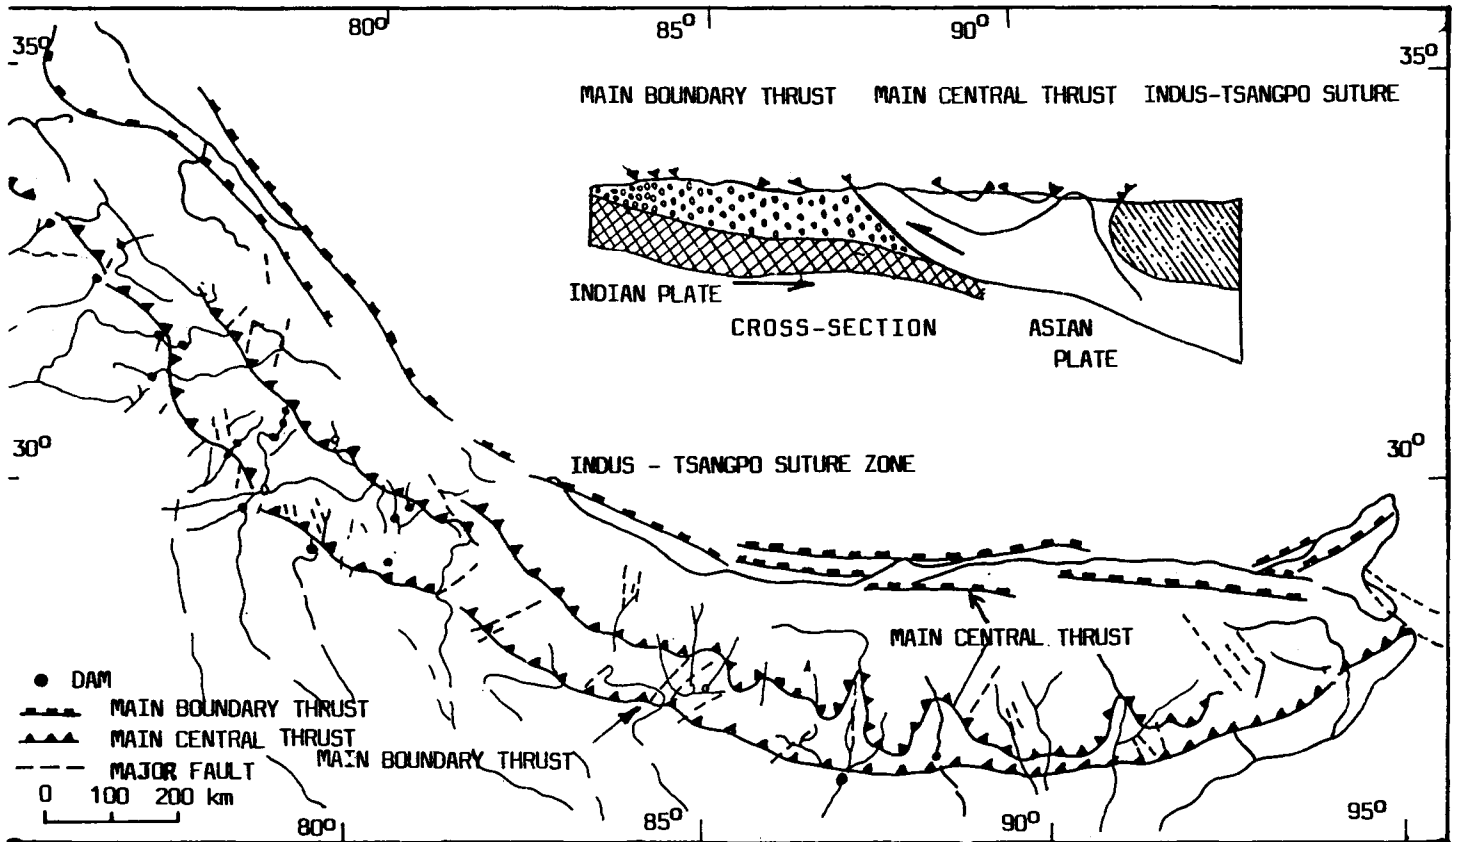 80° 85° 90°
35° 35°
MAIN BOUNDARY THRUST MAIN CENTRAL THRUST INDUS-TSANGPO SUTURE
INDIAN PLATE
CROSS-SECTION ASIAN
PLATE
30° 30°
INDUS - TSANGPO SUTURE ZONE
MAIN CENTRAL THRUST
DAM
MAIN BOUNDARY THRUST
MAIN CENTRAL THRUST
MAIN BOUNDARY THRUST
MAJOR FAULT
0 100 200 km
80° 85° 90° 95°